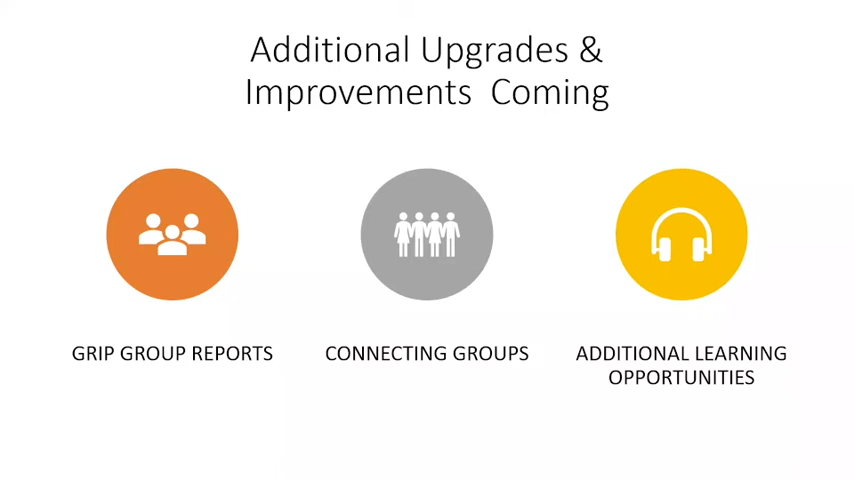 Additional Upgrades &
Improvements  Coming
GRIP GROUP REPORTS
CONNECTING GROUPS
ADDITIONAL LEARNING
OPPORTUNITIES